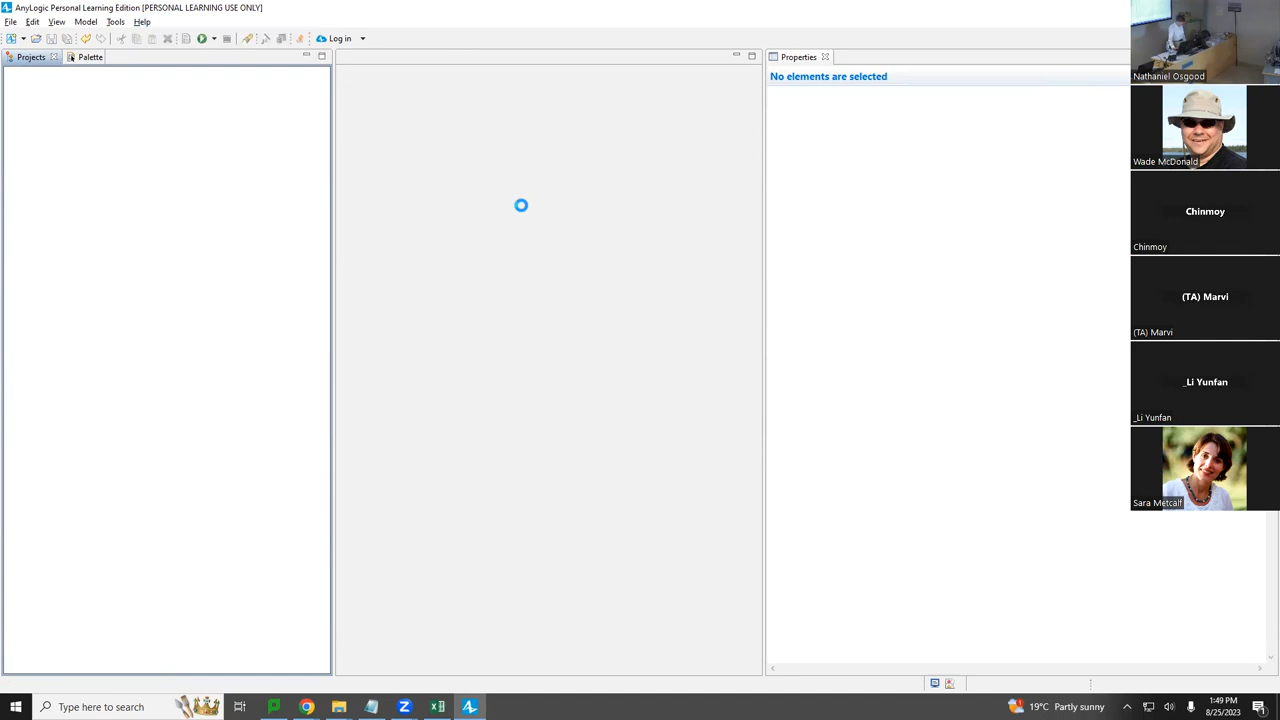 AnyLogic Personal Learning Edition [PERSONAL LEARNING USE ONLY]
File Edit View Model Tools Help
Log in
Projects Palette Properties
No elements are selected
Nathaniel Osgood
Wade McDonald
Chinmoy
Chinmoy
(TA) Marvi
(TA) Marvi
_Li Yunfan
_Li Yunfan
Sara Metcalf
Type here to search
19°C Partly sunny
1:49 PM
8/25/2023
1